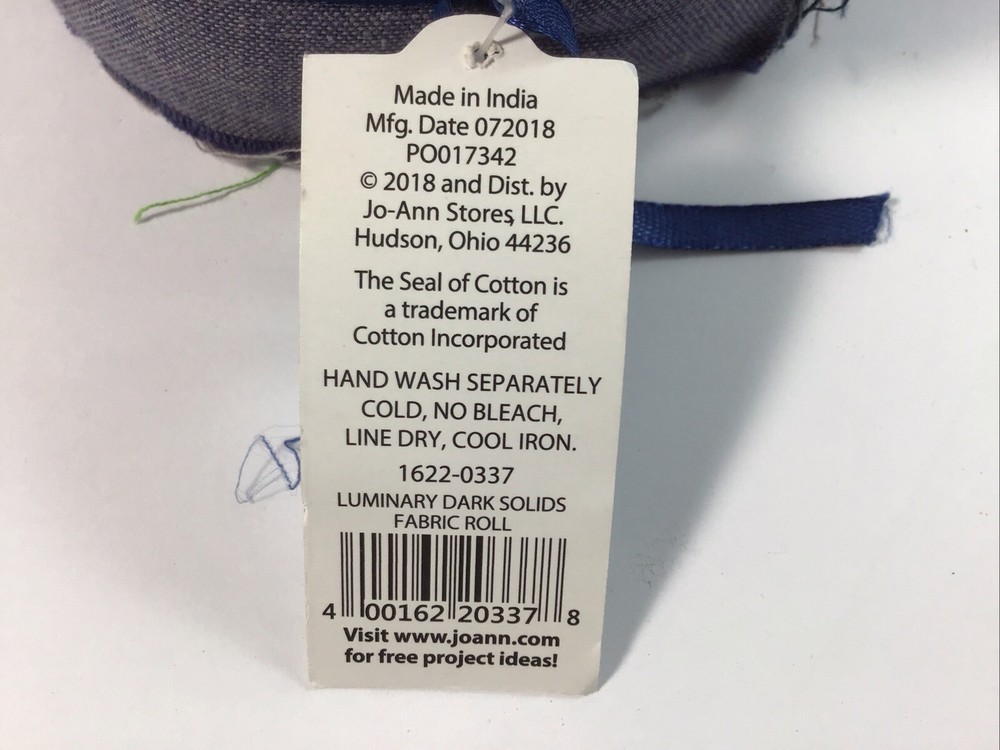 Made in India
Mfg. Date 072018
PO017342
© 2018 and Dist. by
Jo-Ann Stores, LLC.
Hudson, Ohio 44236
The Seal of Cotton is
a trademark of
Cotton Incorporated
HAND WASH SEPARATELY
COLD, NO BLEACH,
LINE DRY, COOL IRON.
1622-0337
LUMINARY DARK SOLIDS
FABRIC ROLL
4 00162 20337 8
Visit www.joann.com
for free project ideas!